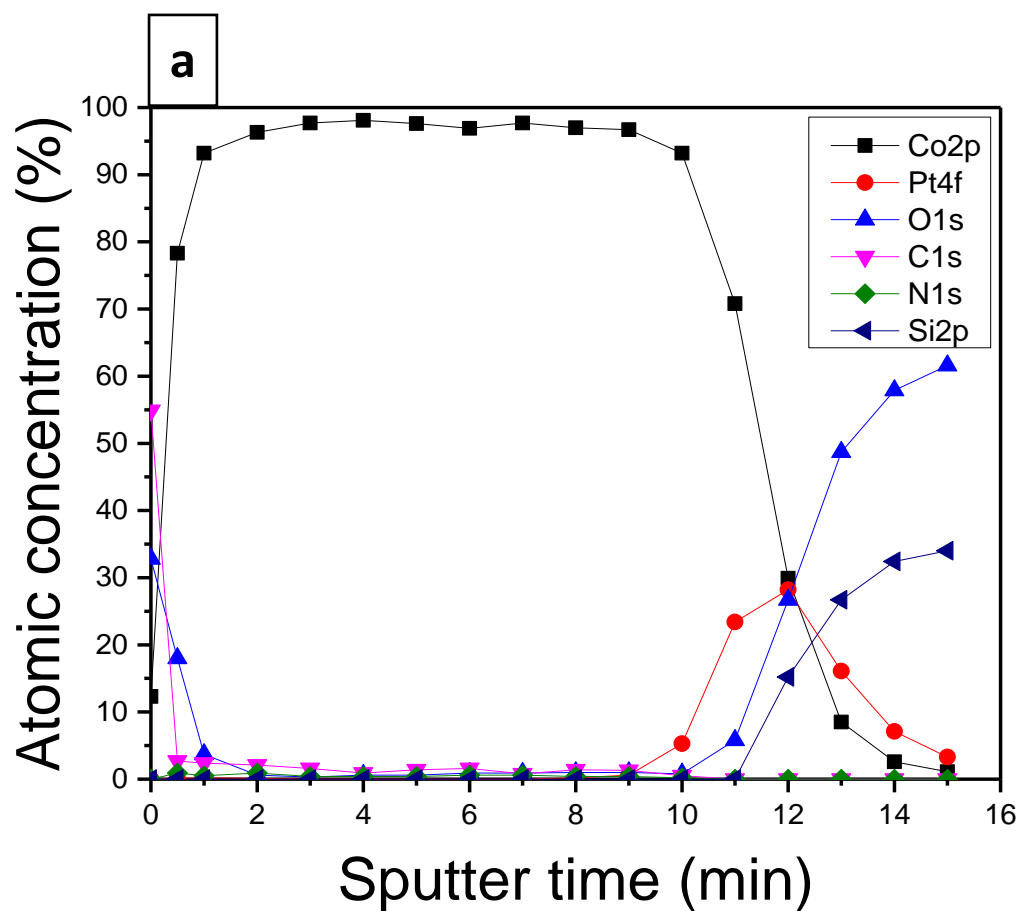 a
100
90
80
70
60
50
40
30
20
10
0
Atomic concentration (%)
Co2p
Pt4f
O1s
C1s
N1s
Si2p
0 2 4 6 8 10 12 14 16
Sputter time (min)